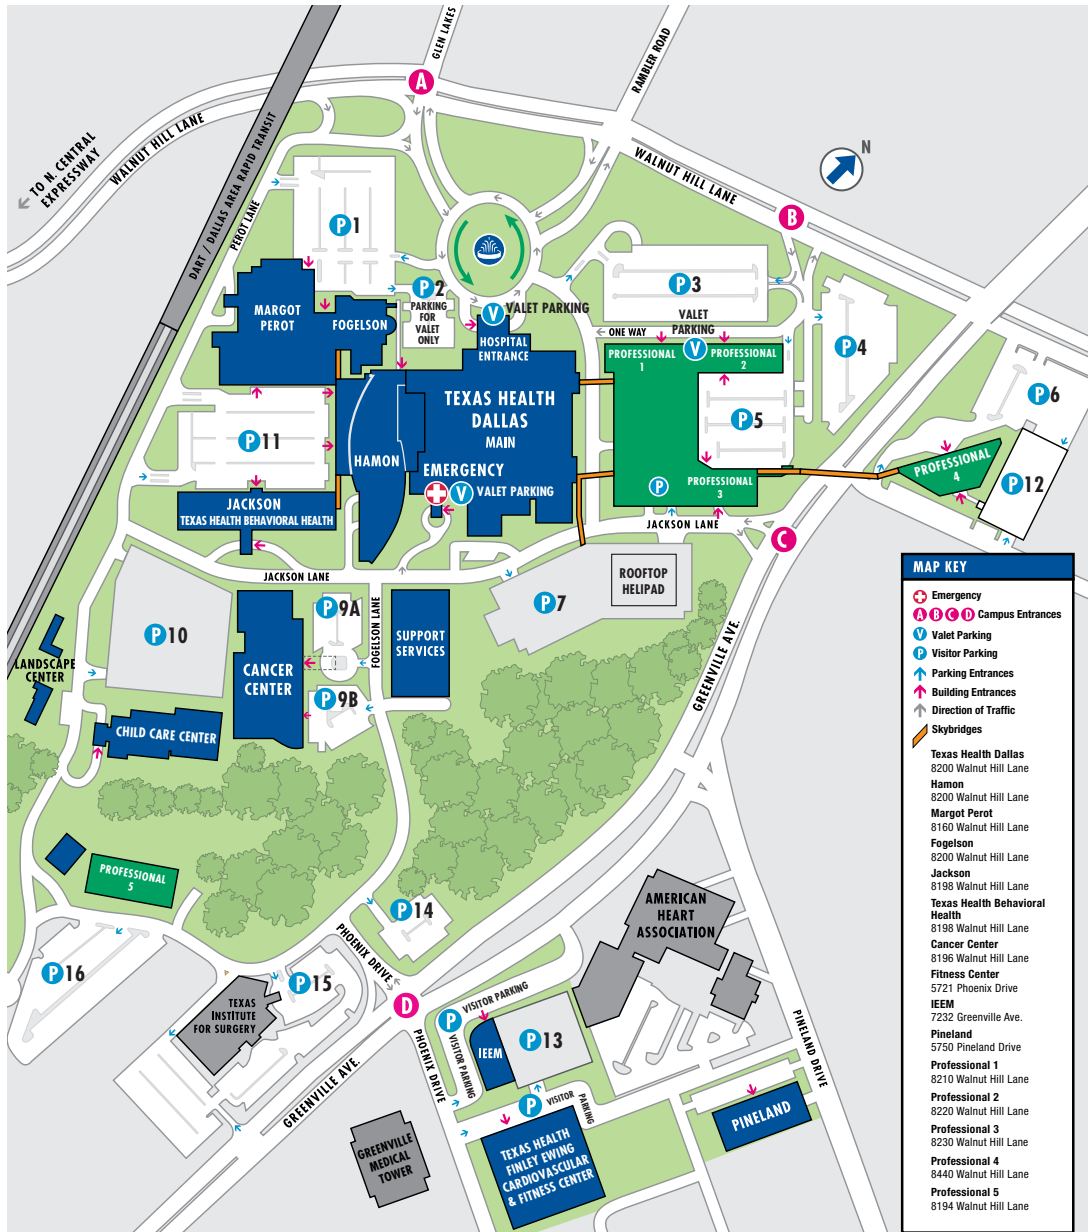 GLEN LAKES
RAMBLER ROAD
A
TO N. CENTRAL
EXPRESSWAY
WALNUT HILL LANE
DART / DALLAS AREA RAPID TRANSIT
WALNUT HILL LANE
N
B
PEROT LANE
P1
P2
PARKING
FOR
VALET
ONLY
V VALET PARKING
HOSPITAL
ENTRANCE
P3
VALET
PARKING
V
ONE WAY
P4
MARGOT
PEROT
FOGELSON
PROFESSIONAL
1
PROFESSIONAL
2
TEXAS HEALTH
DALLAS
MAIN
P5
P6
P11
HAMON
EMERGENCY
V VALET PARKING
PROFESSIONAL
4
P12
P
PROFESSIONAL
3
JACKSON
TEXAS HEALTH BEHAVIORAL HEALTH
JACKSON LANE
C
JACKSON LANE
ROOFTOP
HELIPAD
P7
P10
P9A
FOGELSON LANE
SUPPORT
SERVICES
LANDSCAPE
CENTER
CANCER
CENTER
P9B
GREENVILLE AVE.
CHILD CARE CENTER
PROFESSIONAL
5
P14
AMERICAN
HEART
ASSOCIATION
PHOENIX DRIVE
P16
P15
TEXAS
INSTITUTE
FOR SURGERY
D
P
VISITOR PARKING
VISITOR PARKING
IEEM
P13
PHOENIX DRIVE
PINELAND DRIVE
GREENVILLE AVE.
P
VISITOR
PARKING
PINELAND
GREENVILLE
MEDICAL
TOWER
TEXAS HEALTH
FINLEY EWING
CARDIOVASCULAR
& FITNESS CENTER
MAP KEY
Emergency
A B C D Campus Entrances
V Valet Parking
P Visitor Parking
Parking Entrances
Building Entrances
Direction of Traffic
Skybridges
Texas Health Dallas
8200 Walnut Hill Lane
Hamon
8200 Walnut Hill Lane
Margot Perot
8160 Walnut Hill Lane
Fogelson
8200 Walnut Hill Lane
Jackson
8198 Walnut Hill Lane
Texas Health Behavioral
Health
8198 Walnut Hill Lane
Cancer Center
8196 Walnut Hill Lane
Fitness Center
5721 Phoenix Drive
IEEM
7232 Greenville Ave.
Pineland
5750 Pineland Drive
Professional 1
8210 Walnut Hill Lane
Professional 2
8220 Walnut Hill Lane
Professional 3
8230 Walnut Hill Lane
Professional 4
8440 Walnut Hill Lane
Professional 5
8194 Walnut Hill Lane